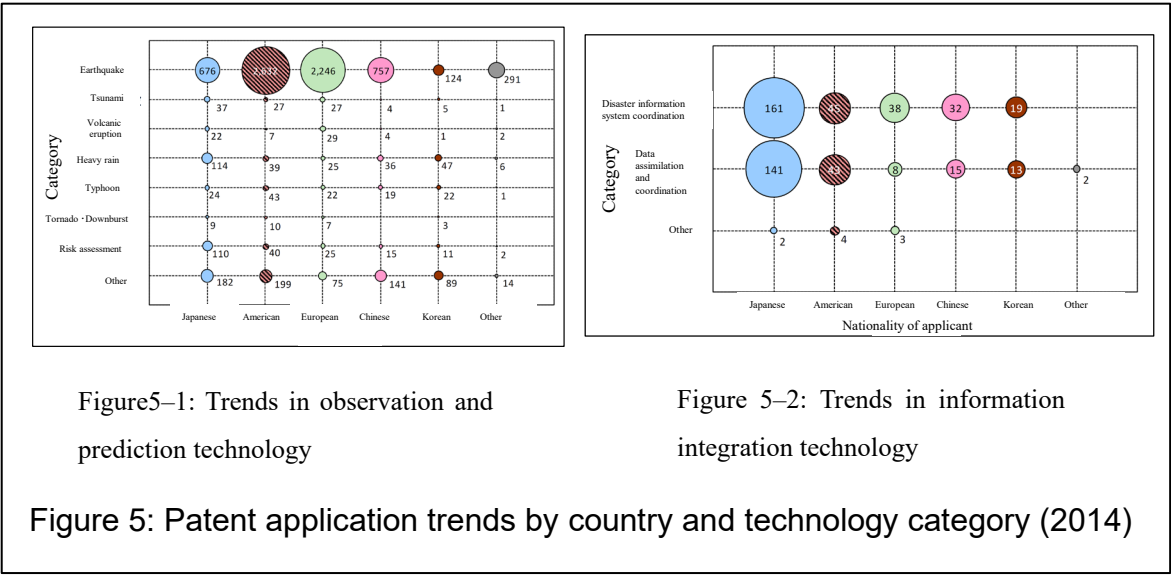 Category
Earthquake
676
2,246
757
124
291
Tsunami
37
27
27
4
5
1
Volcanic
eruption
22
7
29
4
1
2
Heavy rain
114
39
25
36
47
6
Typhoon
24
43
22
19
22
1
Tornado・Downburst
9
10
7
3
Risk assessment
110
40
25
15
11
2
Other
182
199
75
141
89
14
Japanese
American
European
Chinese
Korean
Other
Figure5–1: Trends in observation and
prediction technology
Category
Disaster information
system coordination
161
45
38
32
19
Data
assimilation
and
coordination
141
8
15
13
2
Other
2
4
3
Japanese
American
European
Chinese
Korean
Other
Nationality of applicant
Figure 5–2: Trends in information
integration technology
Figure 5: Patent application trends by country and technology category (2014)